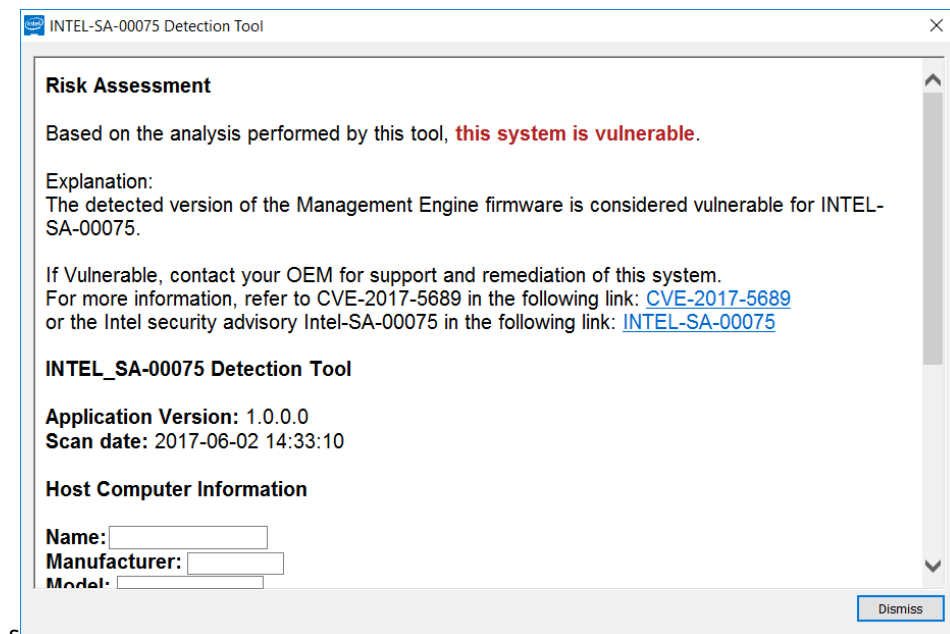 INTEL-SA-00075 Detection Tool
Risk Assessment
Based on the analysis performed by this tool, this system is vulnerable.
Explanation:
The detected version of the Management Engine firmware is considered vulnerable for INTEL-
SA-00075.
If Vulnerable, contact your OEM for support and remediation of this system.
For more information, refer to CVE-2017-5689 in the following link: CVE-2017-5689
or the Intel security advisory Intel-SA-00075 in the following link: INTEL-SA-00075
INTEL_SA-00075 Detection Tool
Application Version: 1.0.0.0
Scan date: 2017-06-02 14:33:10
Host Computer Information
Name:
Manufacturer:
Model:
Dismiss
s